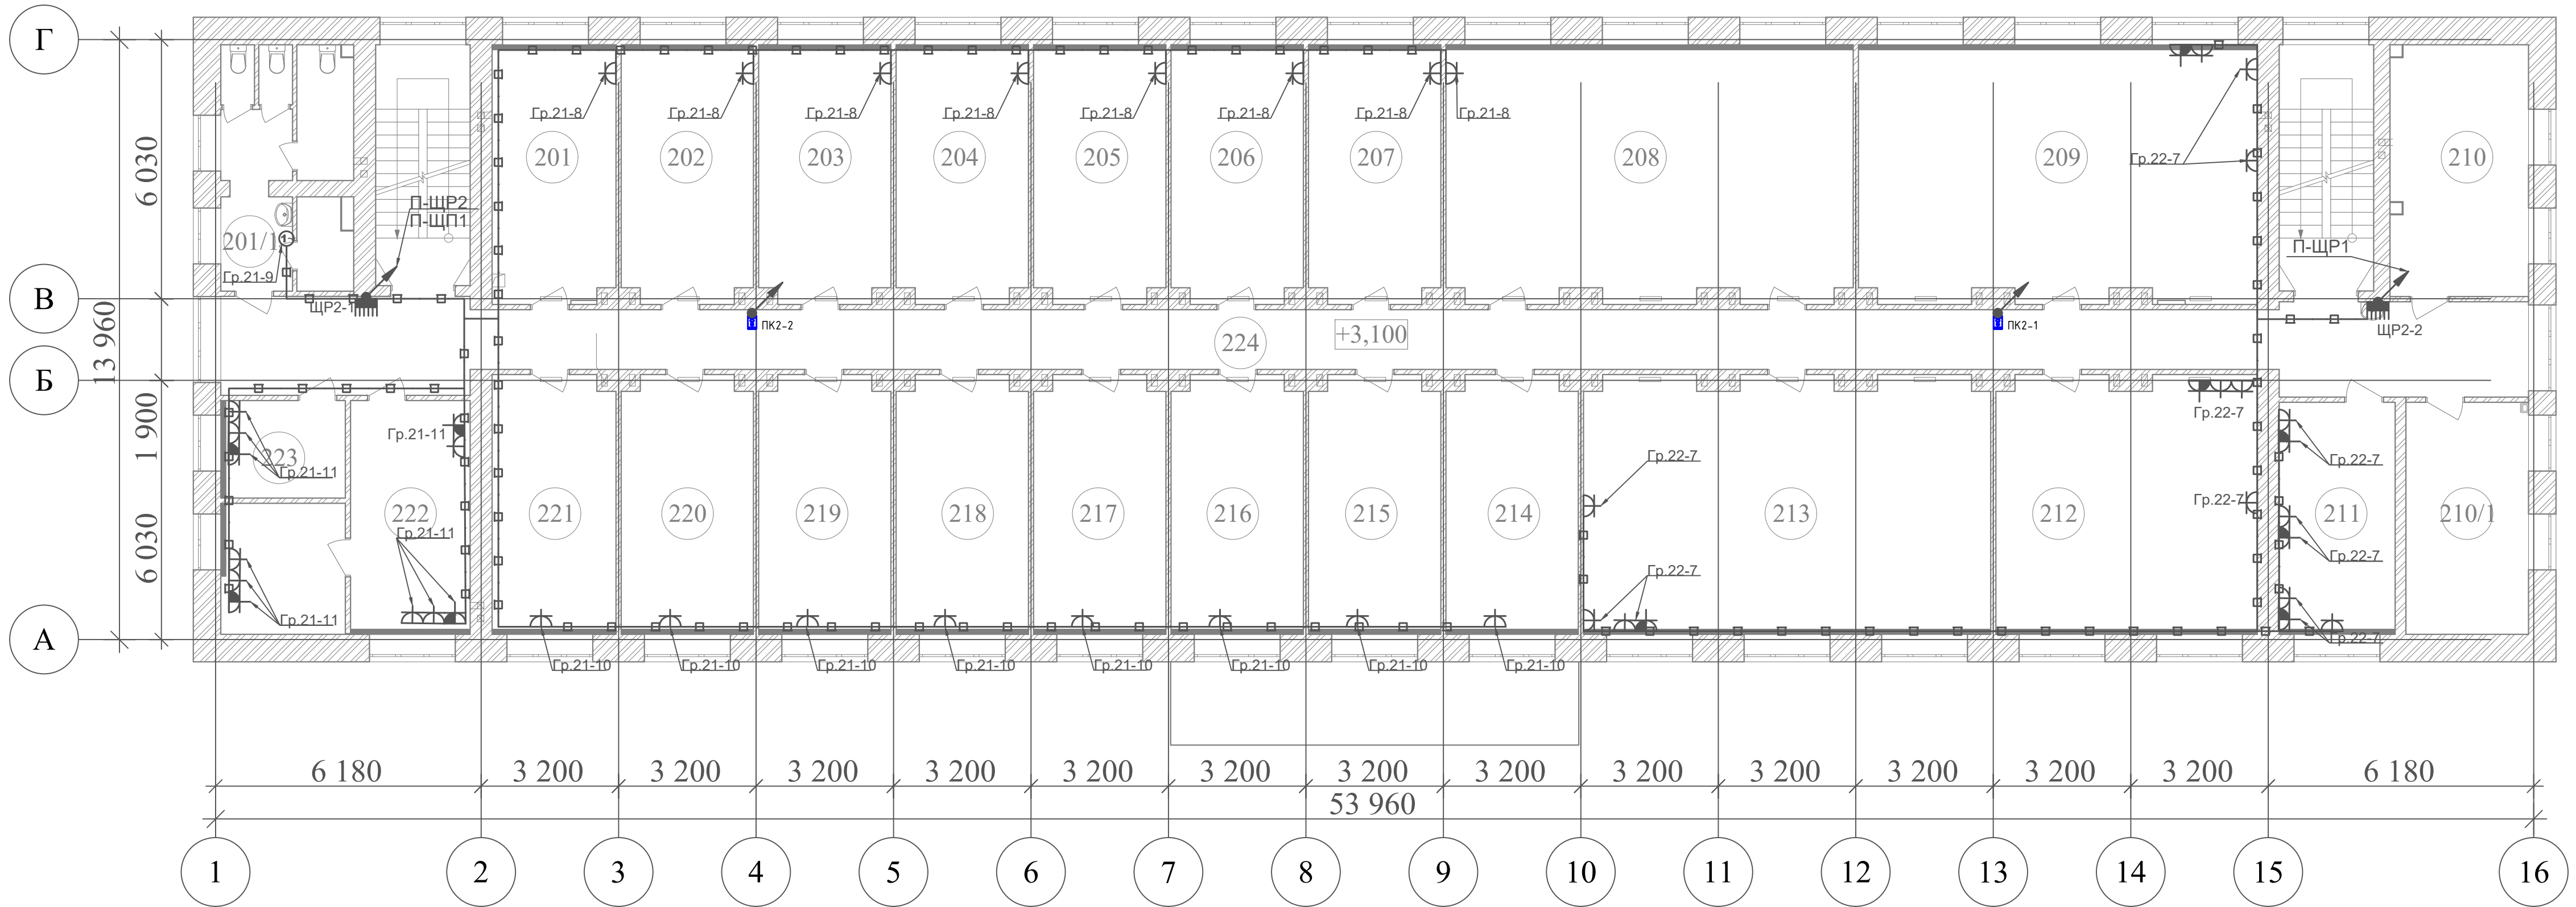 Г
В
Б
А
6 030
13 960
1 900
6 030
П-ЩР2
П-ЩП1
201/1
Гр.21-9
ЩР2-1
Гр.21-8
Гр.21-8
Гр.21-8
Гр.21-8
Гр.21-8
Гр.21-8
Гр.21-8
Гр.21-8
201
202
203
204
205
206
207
208
209
210
Гр.22-7
П-ЩР1
ПК2-2
224
+3,100
ПК2-1
ЩР2-2
223
Гр.21-11
Гр.21-11
222
Гр.21-11
Гр.21-11
221
220
219
218
217
216
215
214
213
212
211
210/1
Гр.22-7
Гр.22-7
Гр.22-7
Гр.22-7
Гр.22-7
Гр.22-7
Гр.22-7
Гр.21-10
Гр.21-10
Гр.21-10
Гр.21-10
Гр.21-10
Гр.21-10
Гр.21-10
Гр.21-10
6 180
3 200
3 200
3 200
3 200
3 200
3 200
3 200
3 200
3 200
3 200
3 200
3 200
3 200
6 180
53 960
1
2
3
4
5
6
7
8
9
10
11
12
13
14
15
16